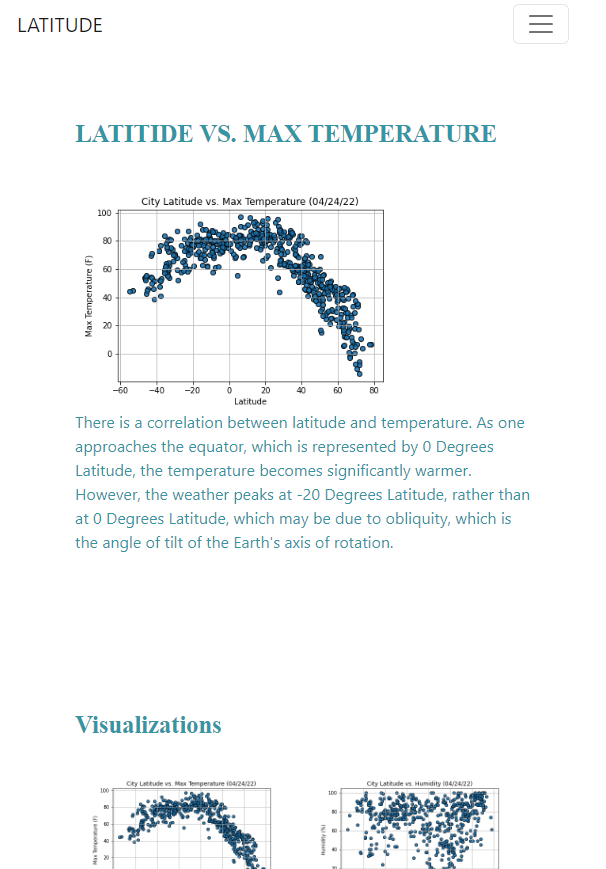 LATITUDE
LATITIDE VS. MAX TEMPERATURE
City Latitude vs. Max Temperature (04/24/22)
100
80
60
40
20
0
Max Temperature (F)
−60 −40 −20 0 20 40 60 80
Latitude
There is a correlation between latitude and temperature. As one
approaches the equator, which is represented by 0 Degrees
Latitude, the temperature becomes significantly warmer.
However, the weather peaks at -20 Degrees Latitude, rather than
at 0 Degrees Latitude, which may be due to obliquity, which is
the angle of tilt of the Earth's axis of rotation.
Visualizations
City Latitude vs. Max Temperature (04/24/22)
100
80
60
40
20
Max Temperature (F)
City Latitude vs. Humidity (04/24/22)
100
80
60
40
Humidity (%)